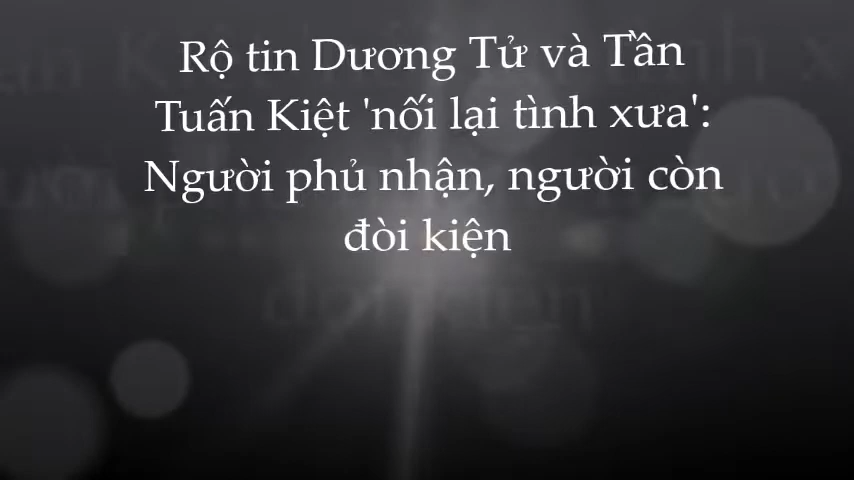 Rộ tin Dương Tử và Tần
Tuấn Kiệt 'nối lại tình xưa':
Người phủ nhận, người còn
đòi kiện